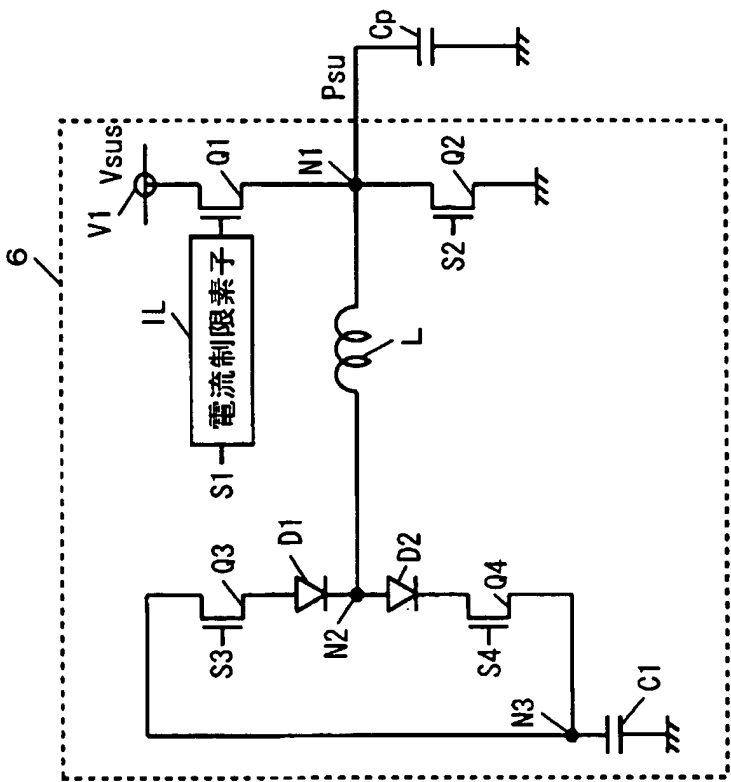 6
V1
Vsus
S1
電流制限素子
IL
Q1
Psu
Cp
N1
S2
Q2
L
S3
Q3
D1
N2
D2
S4
Q4
N3
C1